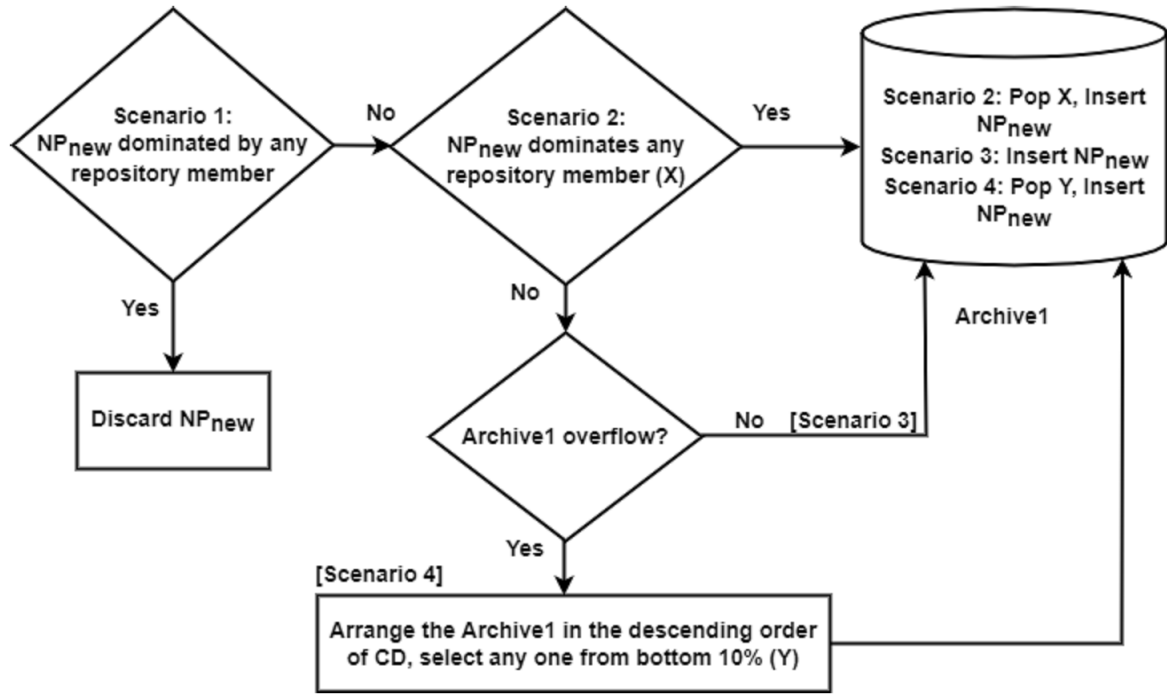 Scenario 1:
NPnew dominated by any
repository member
No
Scenario 2:
NPnew dominates any
repository member (X)
Yes
Scenario 2: Pop X, Insert
NPnew
Scenario 3: Insert NPnew
Scenario 4: Pop Y, Insert
NPnew
Yes
Discard NPnew
No
Archive1
Archive1 overflow?
No [Scenario 3]
Yes
[Scenario 4]
Arrange the Archive1 in the descending order
of CD, select any one from bottom 10% (Y)